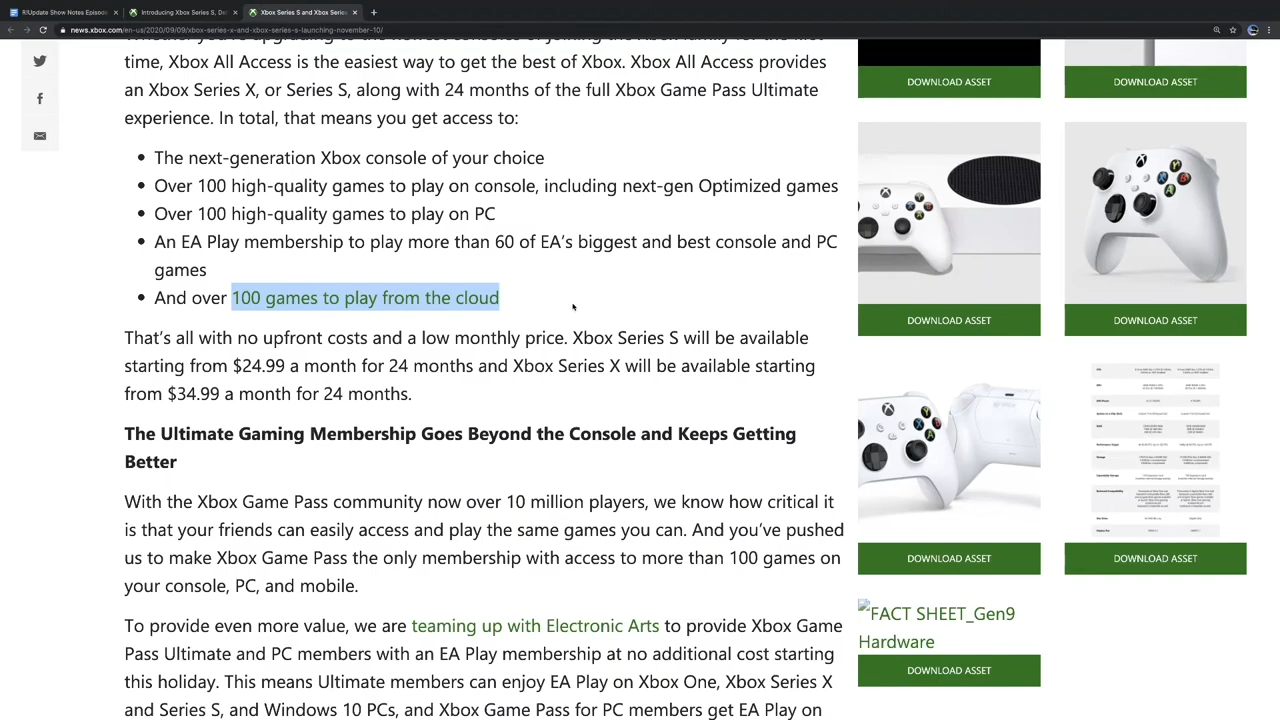 R/Update Show Notes Episode
Introducing Xbox Series S, De
Xbox Series S and Xbox Series
news.xbox.com/en-us/2020/09/09/xbox-series-x-and-xbox-series-s-launching-november-10/
time, Xbox All Access is the easiest way to get the best of Xbox. Xbox All Access provides
an Xbox Series X, or Series S, along with 24 months of the full Xbox Game Pass Ultimate
experience. In total, that means you get access to:
The next-generation Xbox console of your choice
Over 100 high-quality games to play on console, including next-gen Optimized games
Over 100 high-quality games to play on PC
An EA Play membership to play more than 60 of EA’s biggest and best console and PC
games
And over 100 games to play from the cloud
That’s all with no upfront costs and a low monthly price. Xbox Series S will be available
starting from $24.99 a month for 24 months and Xbox Series X will be available starting
from $34.99 a month for 24 months.
The Ultimate Gaming Membership Goes Beyond the Console and Keeps Getting
Better
With the Xbox Game Pass community now over 10 million players, we know how critical it
is that your friends can easily access and play the same games you can. And you’ve pushed
us to make Xbox Game Pass the only membership with access to more than 100 games on
your console, PC, and mobile.
To provide even more value, we are teaming up with Electronic Arts to provide Xbox Game
Pass Ultimate and PC members with an EA Play membership at no additional cost starting
this holiday. This means Ultimate members can enjoy EA Play on Xbox One, Xbox Series X
and Series S, and Windows 10 PCs, and Xbox Game Pass for PC members get EA Play on
DOWNLOAD ASSET
DOWNLOAD ASSET
DOWNLOAD ASSET
DOWNLOAD ASSET
DOWNLOAD ASSET
DOWNLOAD ASSET
FACT SHEET_Gen9
Hardware
DOWNLOAD ASSET